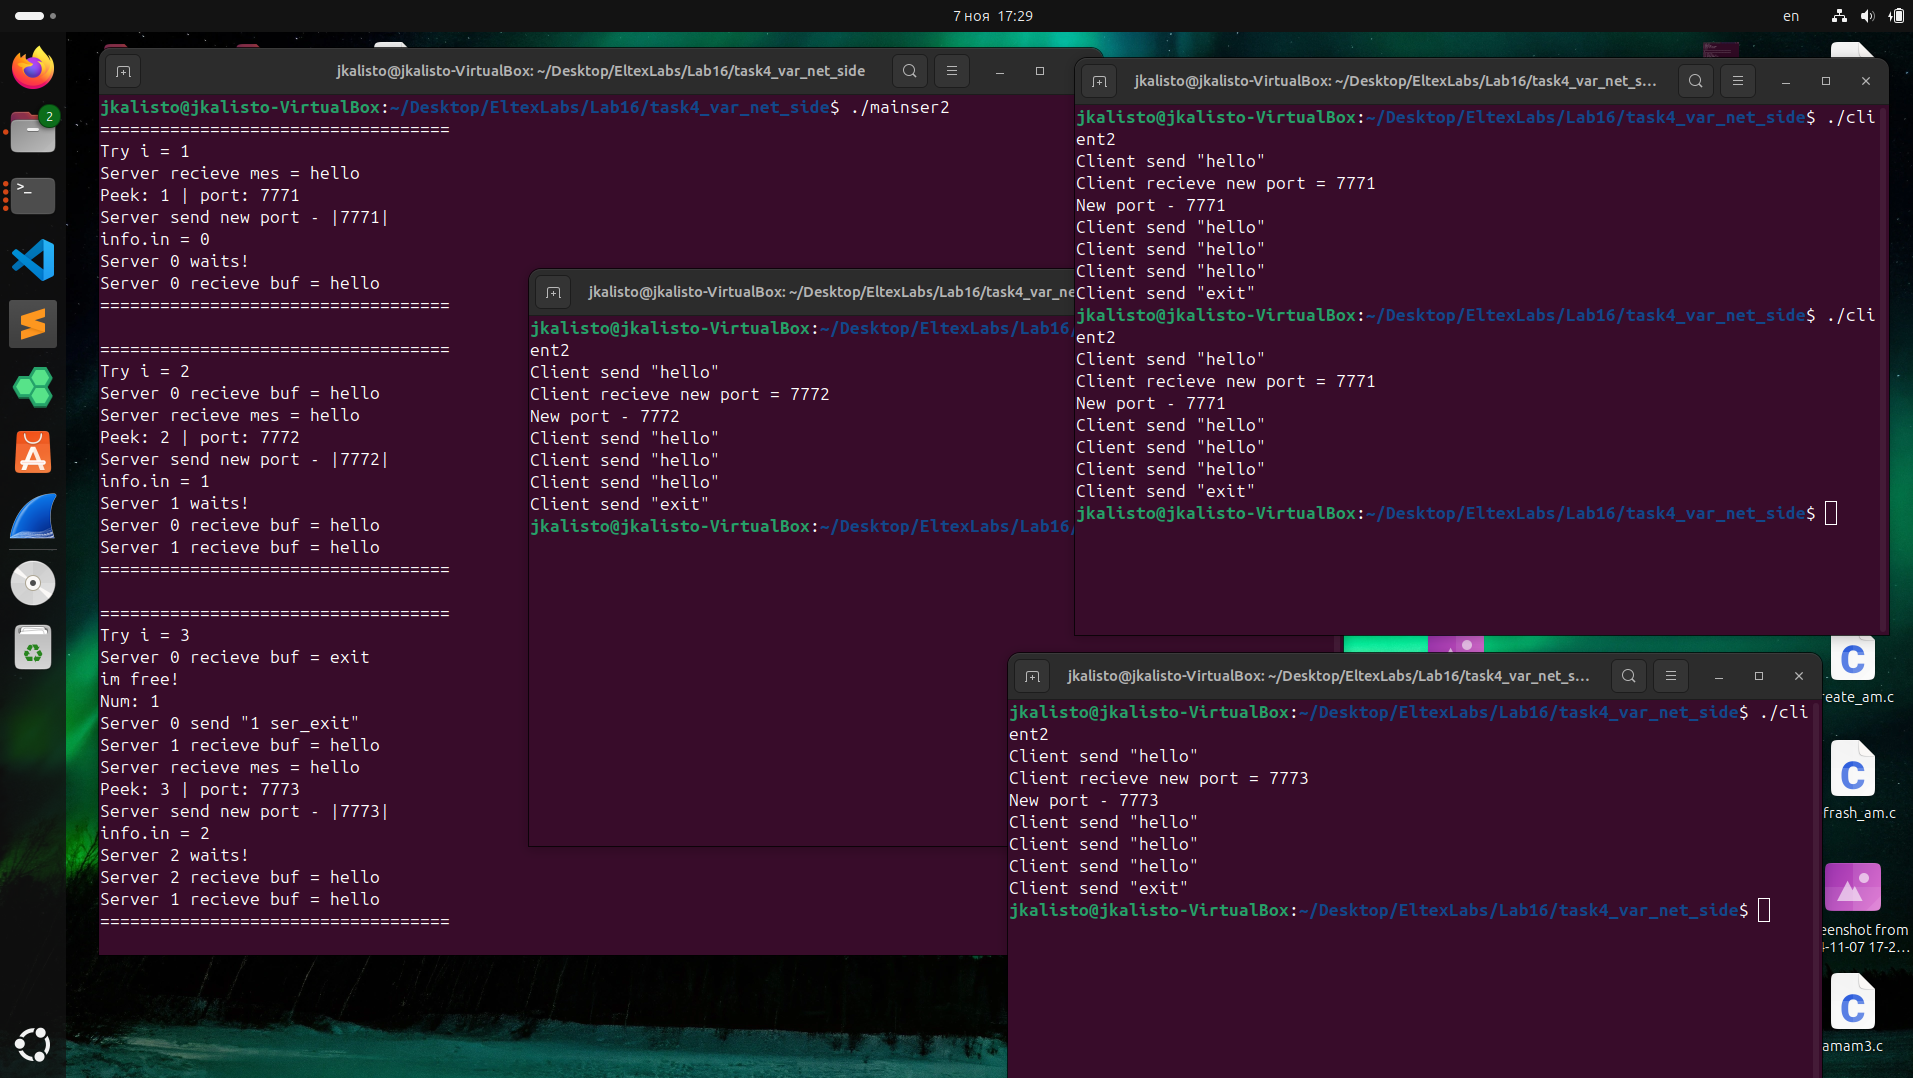 7 ноя 17:29
en
2
jkalisto@jkalisto-VirtualBox: ~/Desktop/EltexLabs/Lab16/task4_var_net_side
jkalisto@jkalisto-VirtualBox:~/Desktop/EltexLabs/Lab16/task4_var_net_side$ ./mainser2
===================================
Try i = 1
Server recieve mes = hello
Peek: 1 | port: 7771
Server send new port - |7771|
info.in = 0
Server 0 waits!
Server 0 recieve buf = hello
===================================
===================================
Try i = 2
Server 0 recieve buf = hello
Server recieve mes = hello
Peek: 2 | port: 7772
Server send new port - |7772|
info.in = 1
Server 1 waits!
Server 0 recieve buf = hello
Server 1 recieve buf = hello
===================================
===================================
Try i = 3
Server 0 recieve buf = exit
im free!
Num: 1
Server 0 send "1 ser_exit"
Server 1 recieve buf = hello
Server recieve mes = hello
Peek: 3 | port: 7773
Server send new port - |7773|
info.in = 2
Server 2 waits!
Server 2 recieve buf = hello
Server 1 recieve buf = hello
===================================
jkalisto@jkalisto-VirtualBox: ~/Desktop/EltexLabs/Lab16/task4_var_ne
jkalisto@jkalisto-VirtualBox:~/Desktop/EltexLabs/Lab16/
ent2
Client send "hello"
Client recieve new port = 7772
New port - 7772
Client send "hello"
Client send "hello"
Client send "hello"
Client send "exit"
jkalisto@jkalisto-VirtualBox:~/Desktop/EltexLabs/Lab16/
jkalisto@jkalisto-VirtualBox: ~/Desktop/EltexLabs/Lab16/task4_var_net_s...
jkalisto@jkalisto-VirtualBox:~/Desktop/EltexLabs/Lab16/task4_var_net_side$ ./cli
ent2
Client send "hello"
Client recieve new port = 7771
New port - 7771
Client send "hello"
Client send "hello"
Client send "hello"
Client send "exit"
jkalisto@jkalisto-VirtualBox:~/Desktop/EltexLabs/Lab16/task4_var_net_side$ ./cli
ent2
Client send "hello"
Client recieve new port = 7771
New port - 7771
Client send "hello"
Client send "hello"
Client send "hello"
Client send "exit"
jkalisto@jkalisto-VirtualBox:~/Desktop/EltexLabs/Lab16/task4_var_net_side$
jkalisto@jkalisto-VirtualBox: ~/Desktop/EltexLabs/Lab16/task4_var_net_s...
jkalisto@jkalisto-VirtualBox:~/Desktop/EltexLabs/Lab16/task4_var_net_side$ ./cli
ent2
Client send "hello"
Client recieve new port = 7773
New port - 7773
Client send "hello"
Client send "hello"
Client send "hello"
Client send "exit"
jkalisto@jkalisto-VirtualBox:~/Desktop/EltexLabs/Lab16/task4_var_net_side$
C
reate_am.c
C
frash_am.c
eenshot from
4-11-07 17-2...
C
amam3.c